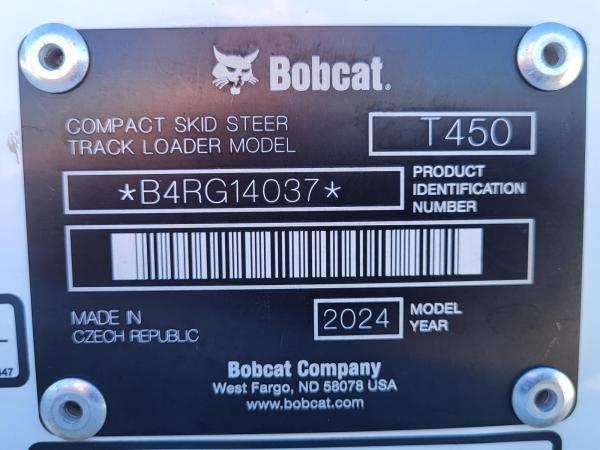 Bobcat.
COMPACT SKID STEER
TRACK LOADER MODEL
T450
*B4RG14037*
PRODUCT
IDENTIFICATION
NUMBER
MADE IN
CZECH REPUBLIC
2024
MODEL
YEAR
Bobcat Company
West Fargo, ND 58078 USA
www.bobcat.com
447